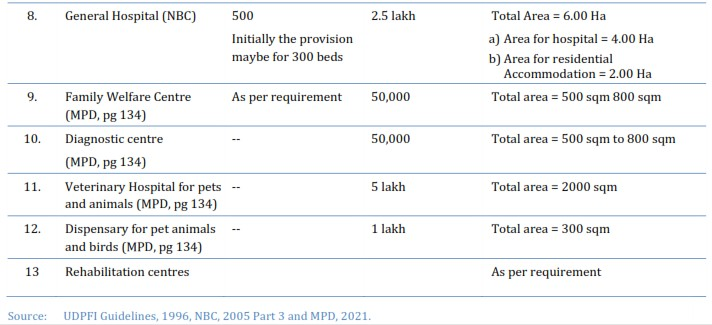 8. General Hospital (NBC) 500 2.5 lakh Total Area = 6.00 Ha
Initially the provision a) Area for hospital = 4.00 Ha
maybe for 300 beds b) Area for residential
Accommodation = 2.00 Ha
9. Family Welfare Centre As per requirement 50,000 Total area = 500 sqm 800 sqm
(MPD, pg 134)
10. Diagnostic centre -- 50,000 Total area = 500 sqm to 800 sqm
(MPD, pg 134)
11. Veterinary Hospital for pets -- 5 lakh Total area = 2000 sqm
and animals (MPD, pg 134)
12. Dispensary for pet animals -- 1 lakh Total area = 300 sqm
and birds (MPD, pg 134)
13 Rehabilitation centres As per requirement
Source: UDPFI Guidelines, 1996, NBC, 2005 Part 3 and MPD, 2021.